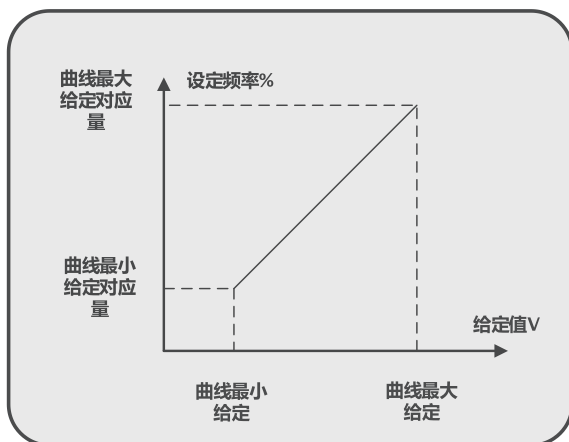 曲线最大
给定对应
量
设定频率%
曲线最小
给定对应
量
给定值V
曲线最小
给定
曲线最大
给定